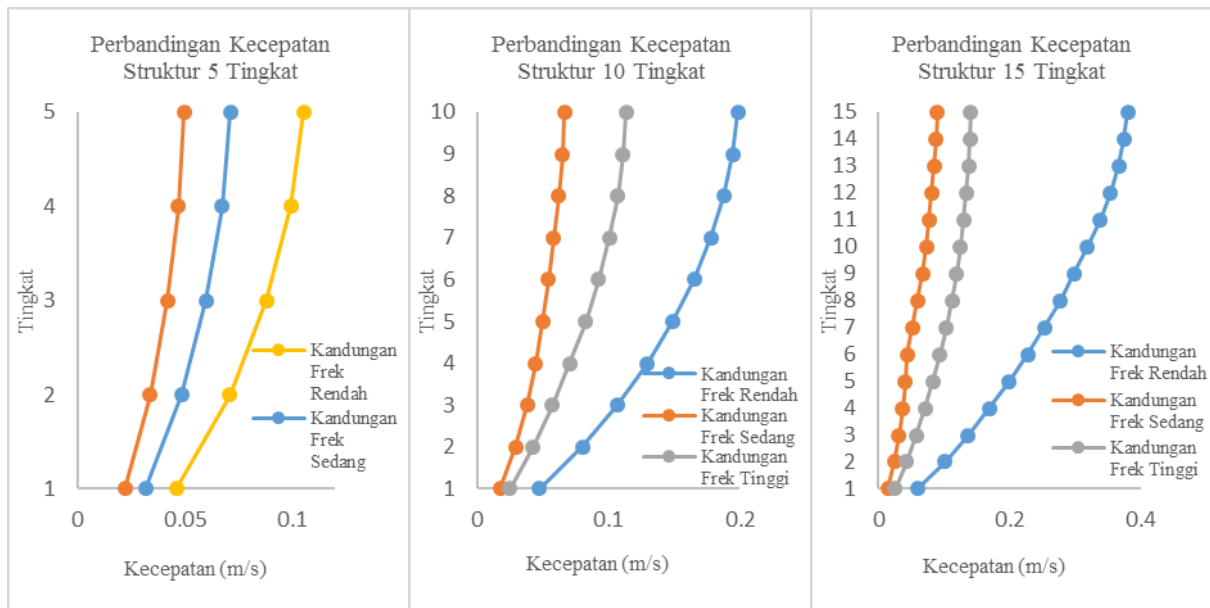 Perbandingan Kecepatan
Struktur 5 Tingkat
5
4
3
2
1
Tingkat
0
0.05
0.1
Kecepatan (m/s)
Kandungan
Frek
Rendah
Kandungan
Frek
Sedang
Perbandingan Kecepatan
Struktur 10 Tingkat
10
9
8
7
6
5
4
3
2
1
Tingkat
0
0.1
0.2
Kecepatan (m/s)
Kandungan
Frek Rendah
Kandungan
Frek Sedang
Kandungan
Frek Tinggi
Perbandingan Kecepatan
Struktur 15 Tingkat
15
14
13
12
11
10
9
8
7
6
5
4
3
2
1
Tingkat
0
0.2
0.4
Kecepatan (m/s)
Kandungan
Frek Rendah
Kandungan
Frek Sedang
Kandungan
Frek Tinggi